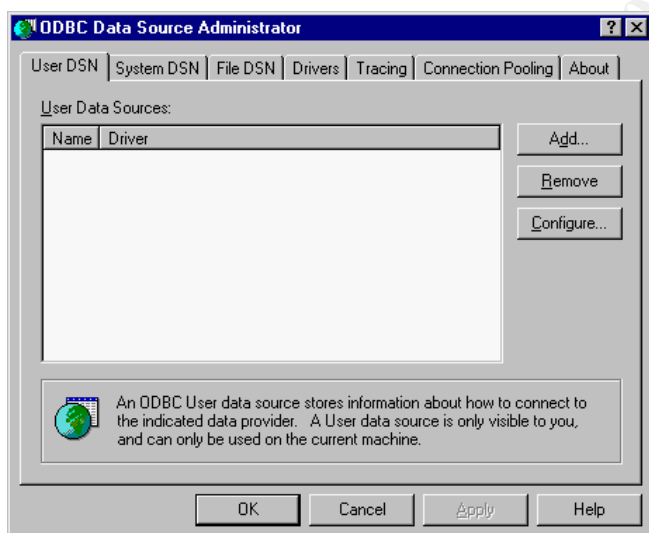 ODBC Data Source Administrator
User DSN System DSN File DSN Drivers Tracing Connection Pooling About
User Data Sources:
Name Driver
Add...
Remove
Configure...
An ODBC User data source stores information about how to connect to
the indicated data provider. A User data source is only visible to you,
and can only be used on the current machine.
OK Cancel Apply Help